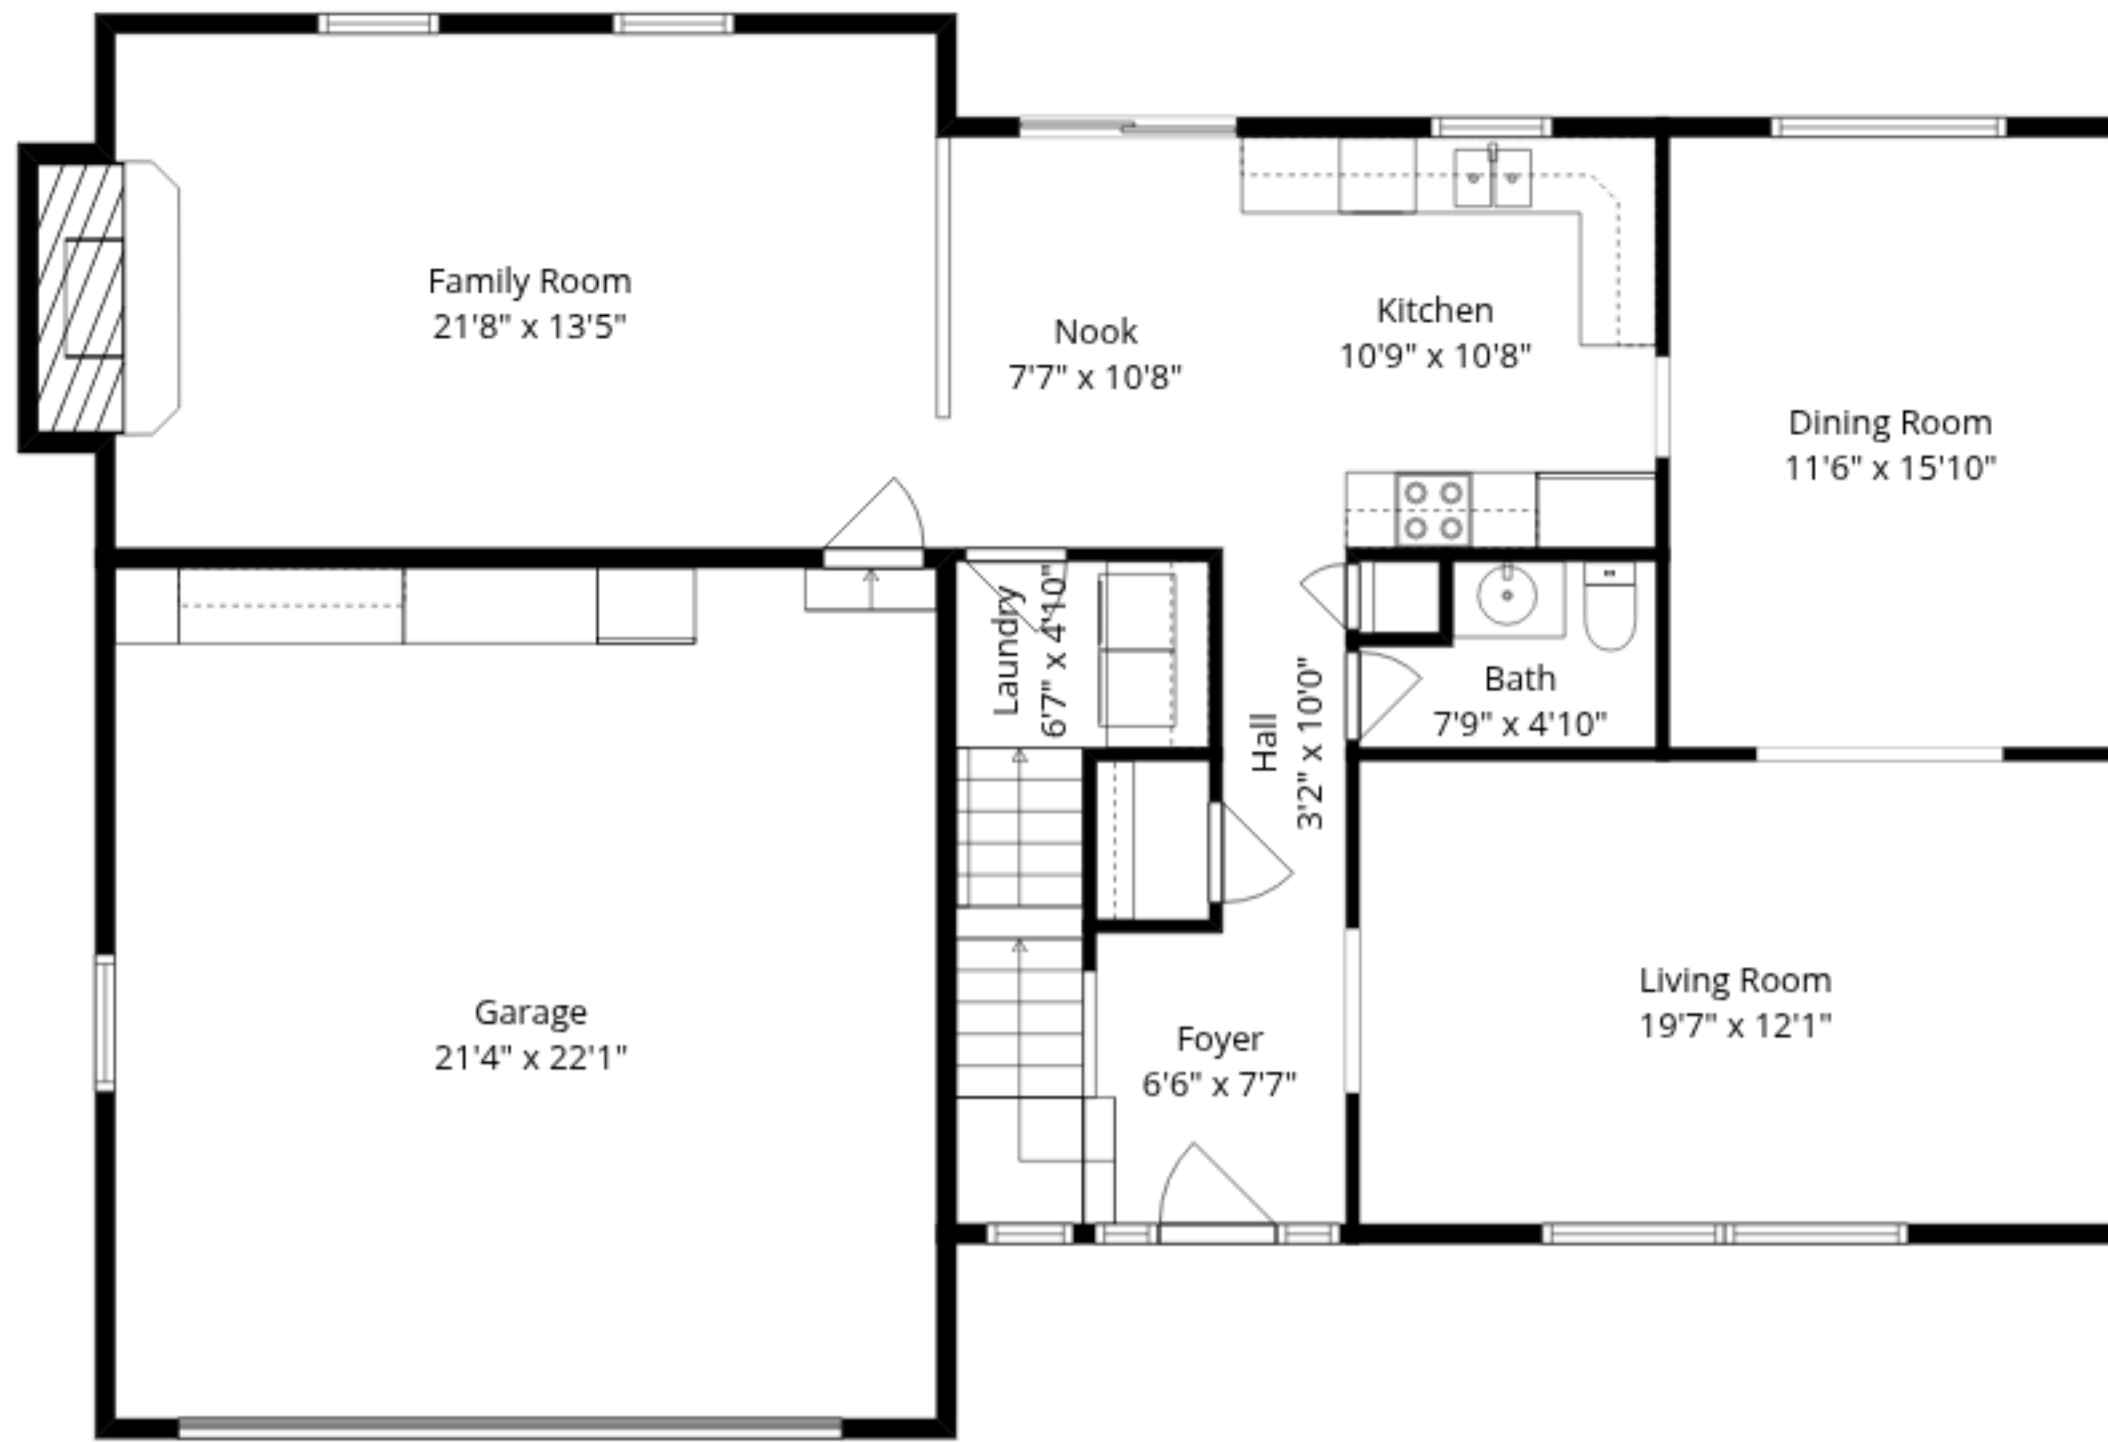 Family Room
21'8" x 13'5"
Nook
7'7" x 10'8"
Kitchen
10'9" x 10'8"
Dining Room
11'6" x 15'10"
Laundry
6'7" x 4'10"
Hall
3'2" x 10'0"
Bath
7'9" x 4'10"
Garage
21'4" x 22'1"
Foyer
6'6" x 7'7"
Living Room
19'7" x 12'1"